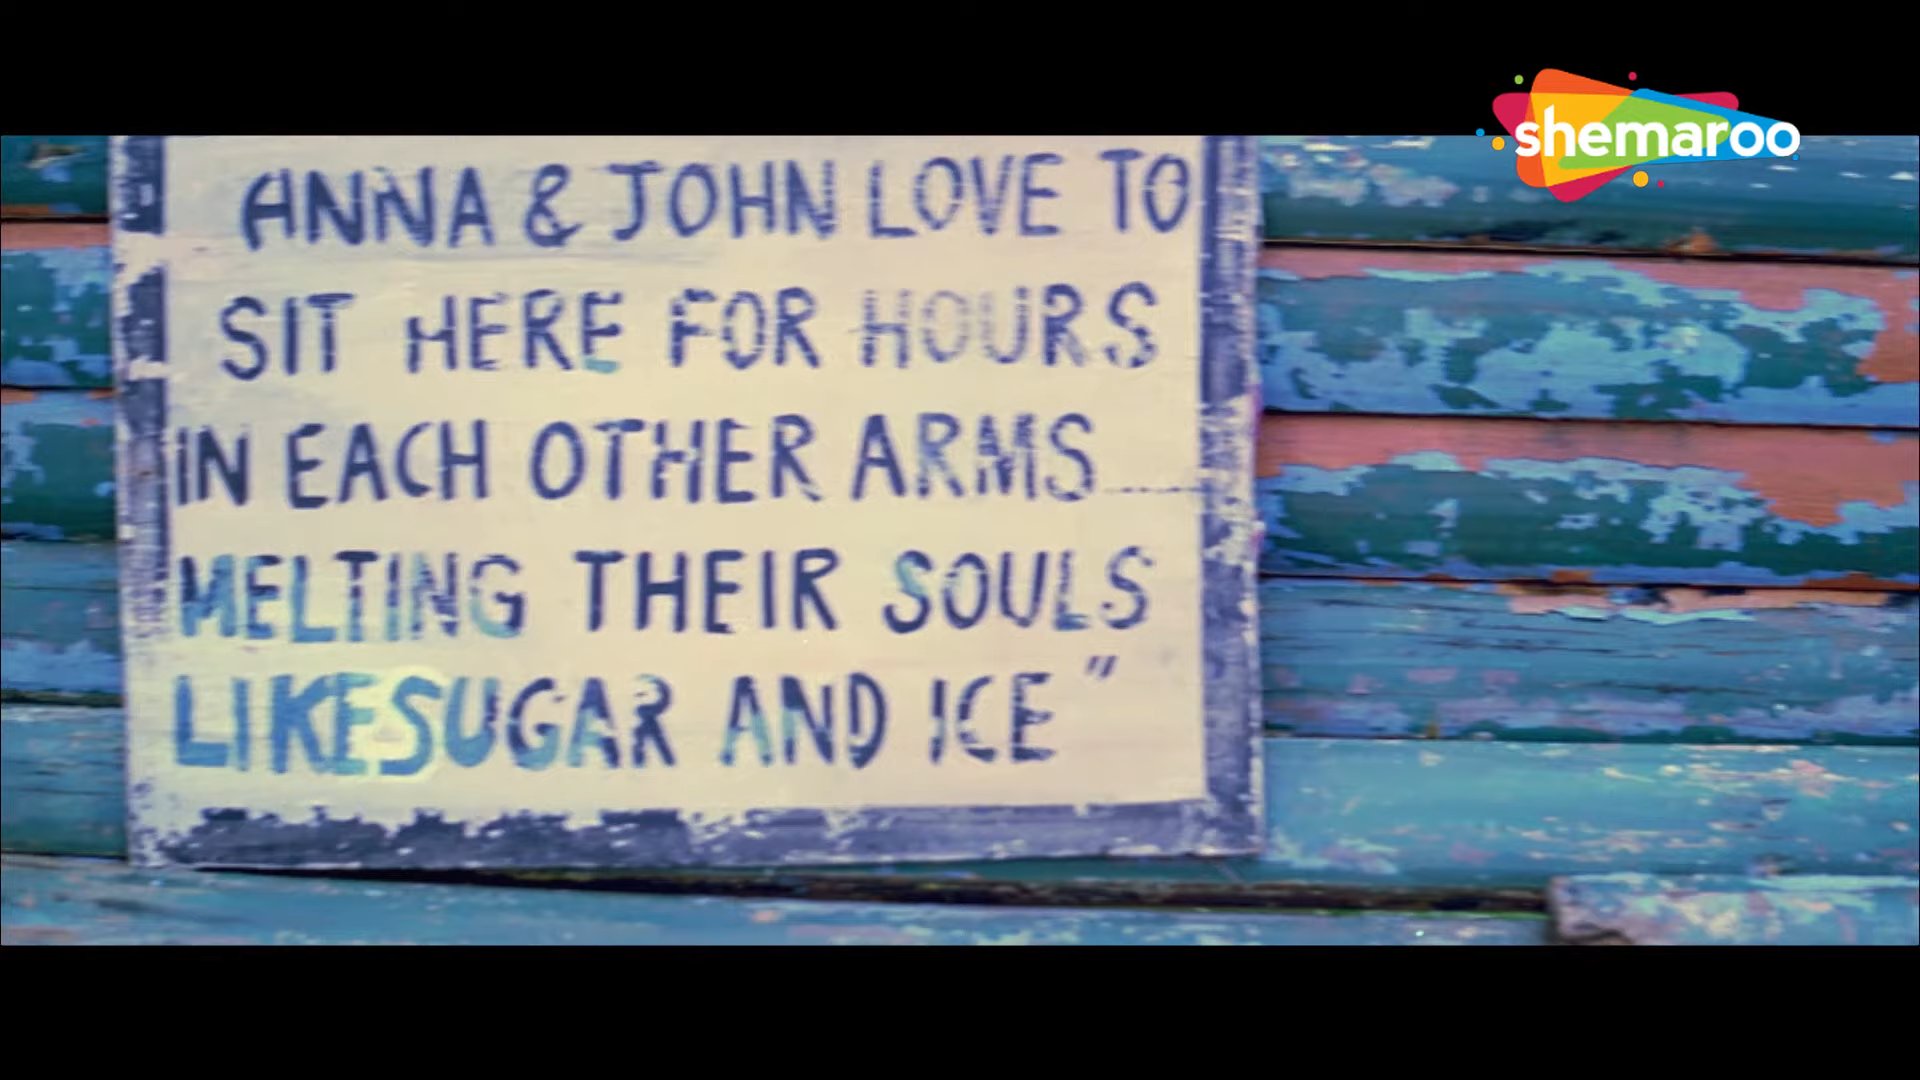 shemaroo
ANNA & JOHN LOVE TO
SIT HERE FOR HOURS
IN EACH OTHER ARMS......
MELTING THEIR SOULS
LIKESUGAR AND ICE "